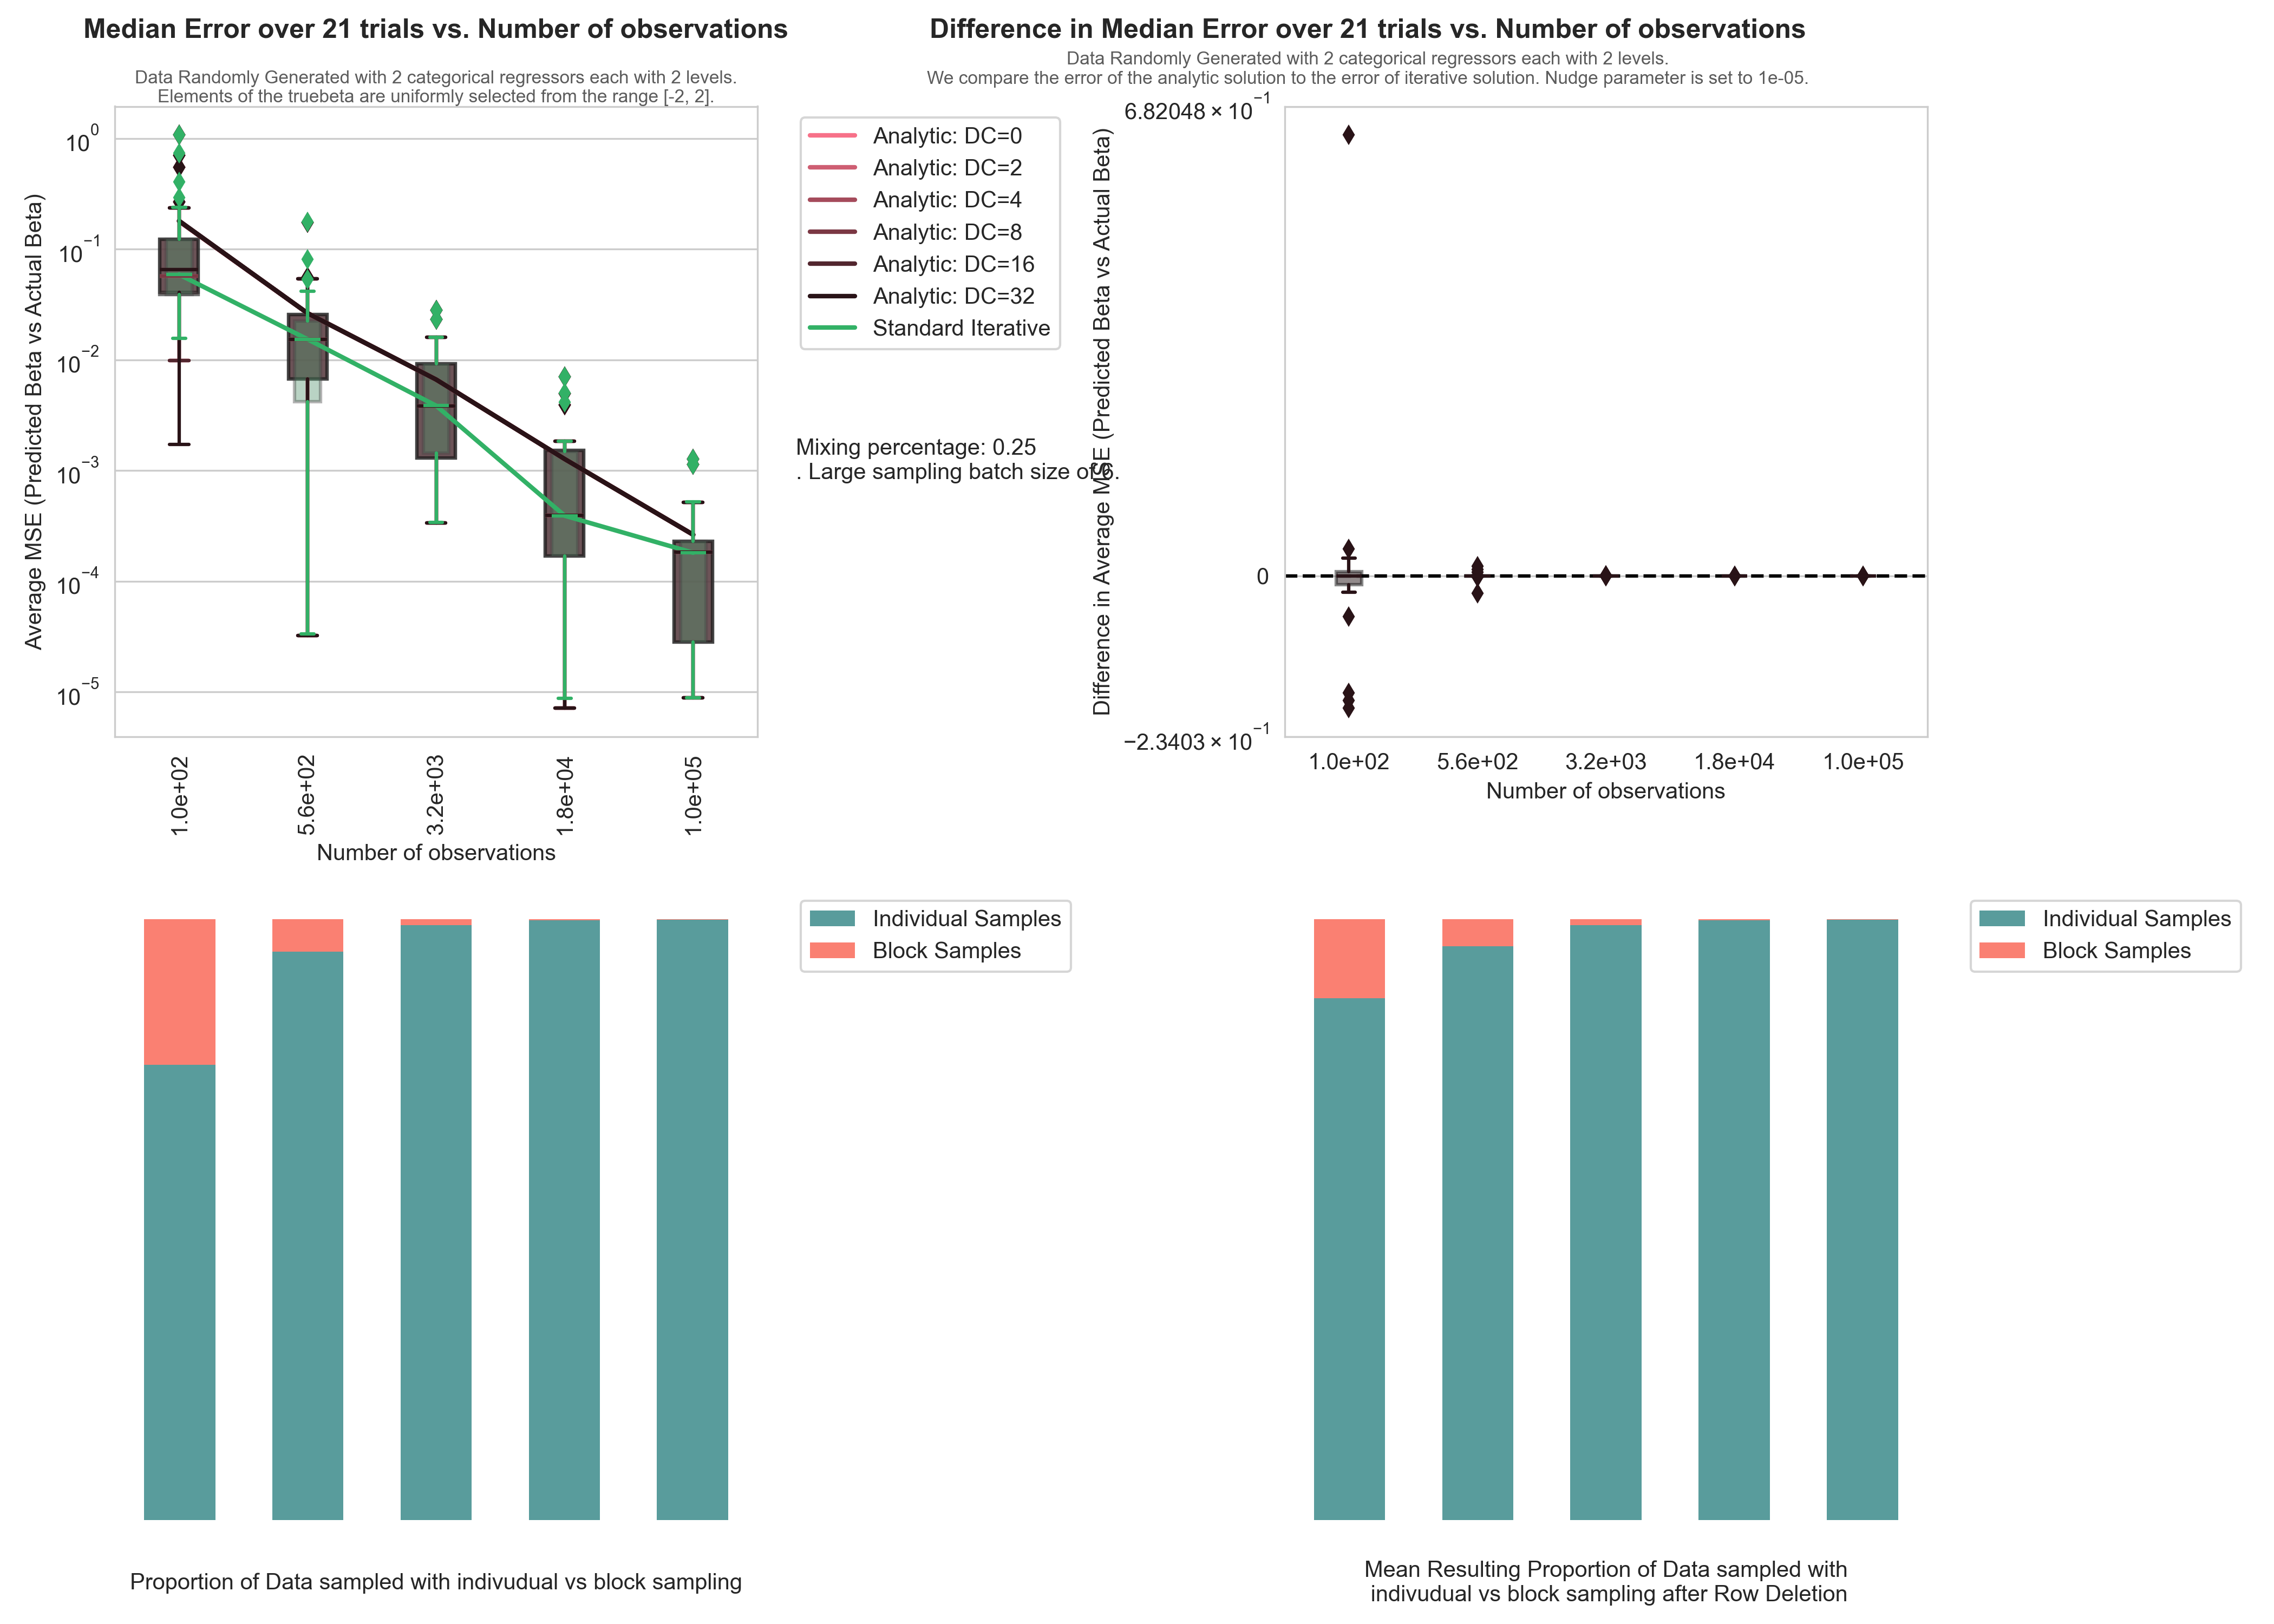 Median Error over 21 trials vs. Number of observations
Data Randomly Generated with 2 categorical regressors each with 2 levels.
Elements of the truebeta are uniformly selected from the range [-2, 2].
Average MSE (Predicted Beta vs Actual Beta)
10⁰
10⁻¹
10⁻²
10⁻³
10⁻⁴
10⁻⁵
1.0e+02
5.6e+02
3.2e+03
1.8e+04
1.0e+05
Number of observations
Analytic: DC=0
Analytic: DC=2
Analytic: DC=4
Analytic: DC=8
Analytic: DC=16
Analytic: DC=32
Standard Iterative
Mixing percentage: 0.25
. Large sampling batch size of 6.
Difference in Median Error over 21 trials vs. Number of observations
Data Randomly Generated with 2 categorical regressors each with 2 levels.
We compare the error of the analytic solution to the error of iterative solution. Nudge parameter is set to 1e-05.
Difference in Average MSE (Predicted Beta vs Actual Beta)
6.82048 × 10⁻¹
0
−2.3403 × 10⁻¹
1.0e+02
5.6e+02
3.2e+03
1.8e+04
1.0e+05
Number of observations
Individual Samples
Block Samples
Proportion of Data sampled with indivudual vs block sampling
Individual Samples
Block Samples
Mean Resulting Proportion of Data sampled with
indivudual vs block sampling after Row Deletion